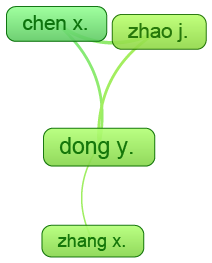 chen x.
zhao j.
dong y.
zhang x.